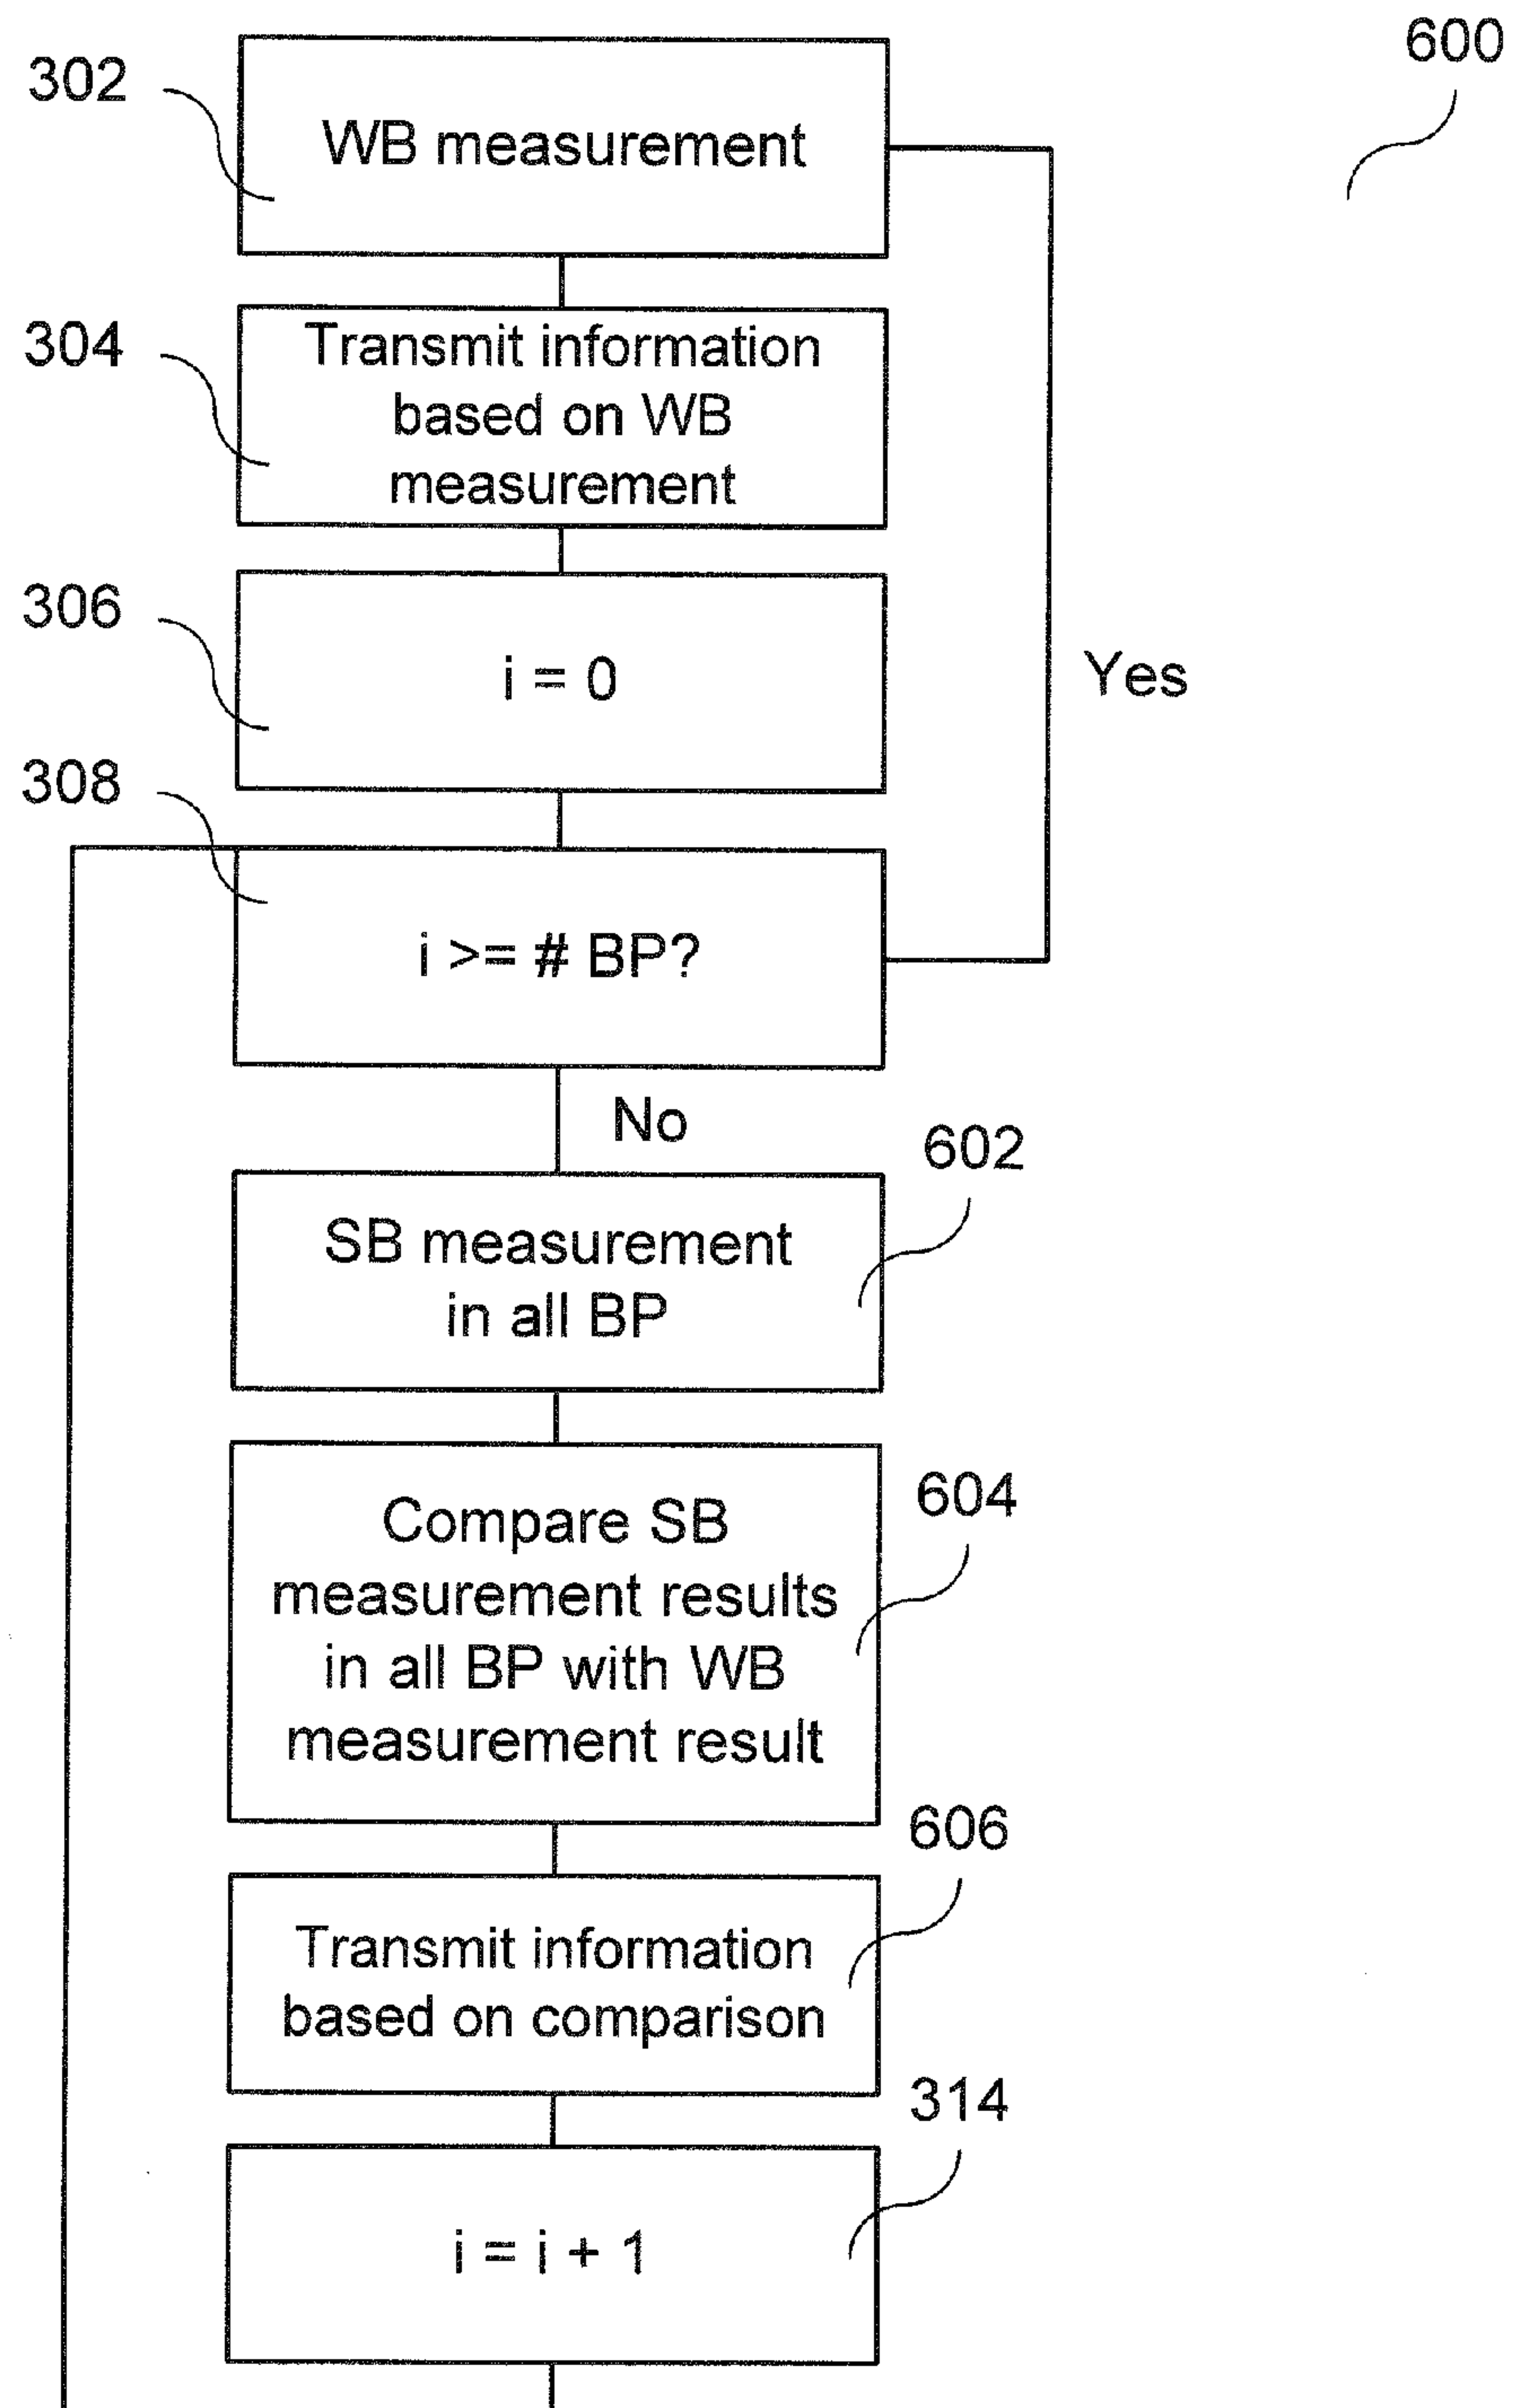 600
302
WB measurement
304
Transmit information
based on WB
measurement
306
i = 0
Yes
308
i >= # BP?
No
602
SB measurement
in all BP
604
Compare SB
measurement results
in all BP with WB
measurement result
606
Transmit information
based on comparison
314
i = i + 1